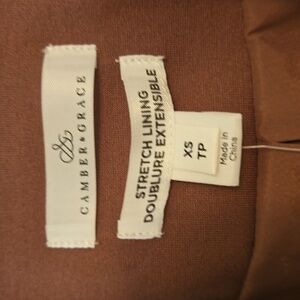 CAMBER & GRACE
STRETCH LINING
DOUBLURE EXTENSIBLE
XS
TP
Made in
China